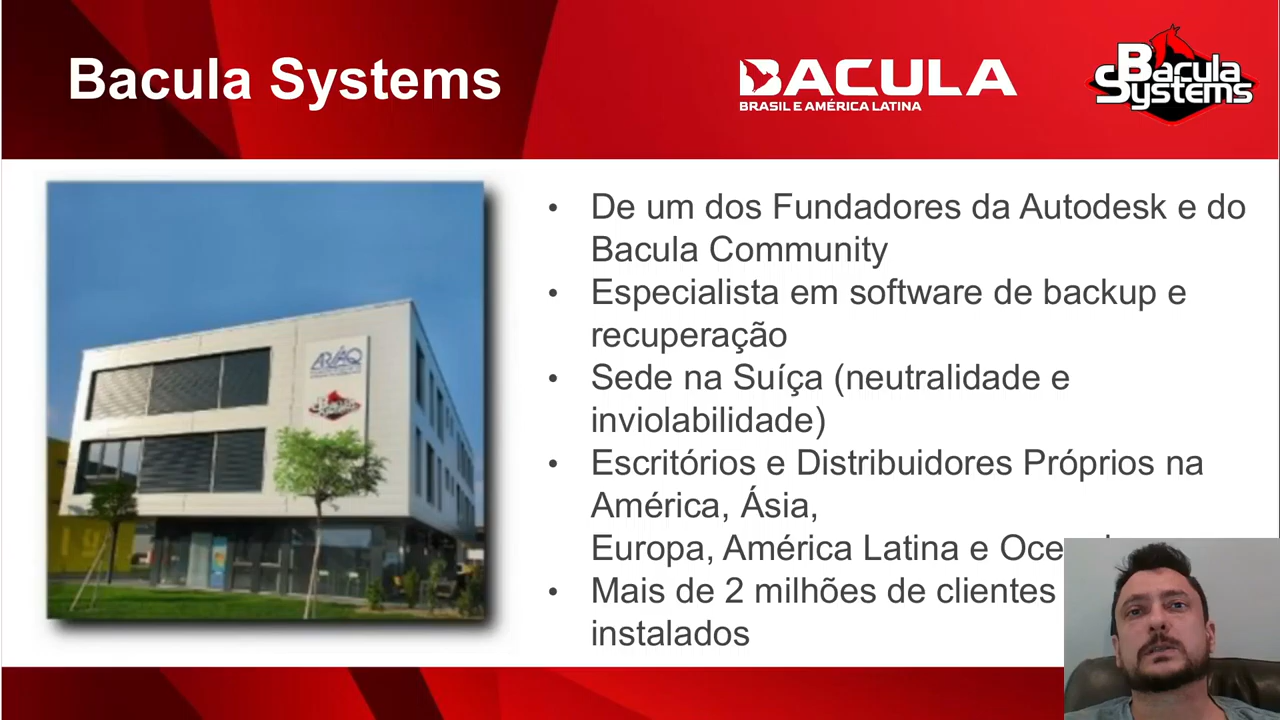 Bacula Systems
BACULA
BRASIL E AMÉRICA LATINA
Bacula
Systems
• De um dos Fundadores da Autodesk e do
Bacula Community
• Especialista em software de backup e
recuperação
• Sede na Suíça (neutralidade e
inviolabilidade)
• Escritórios e Distribuidores Próprios na
América, Ásia,
Europa, América Latina e
• Mais de 2 milhões de clientes
instalados